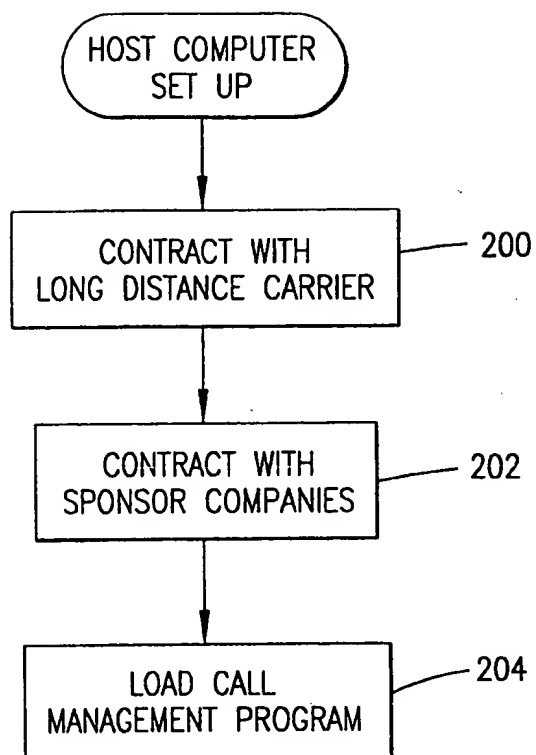 HOST COMPUTER
SET UP
CONTRACT WITH
LONG DISTANCE CARRIER
200
CONTRACT WITH
SPONSOR COMPANIES
202
LOAD CALL
MANAGEMENT PROGRAM
204